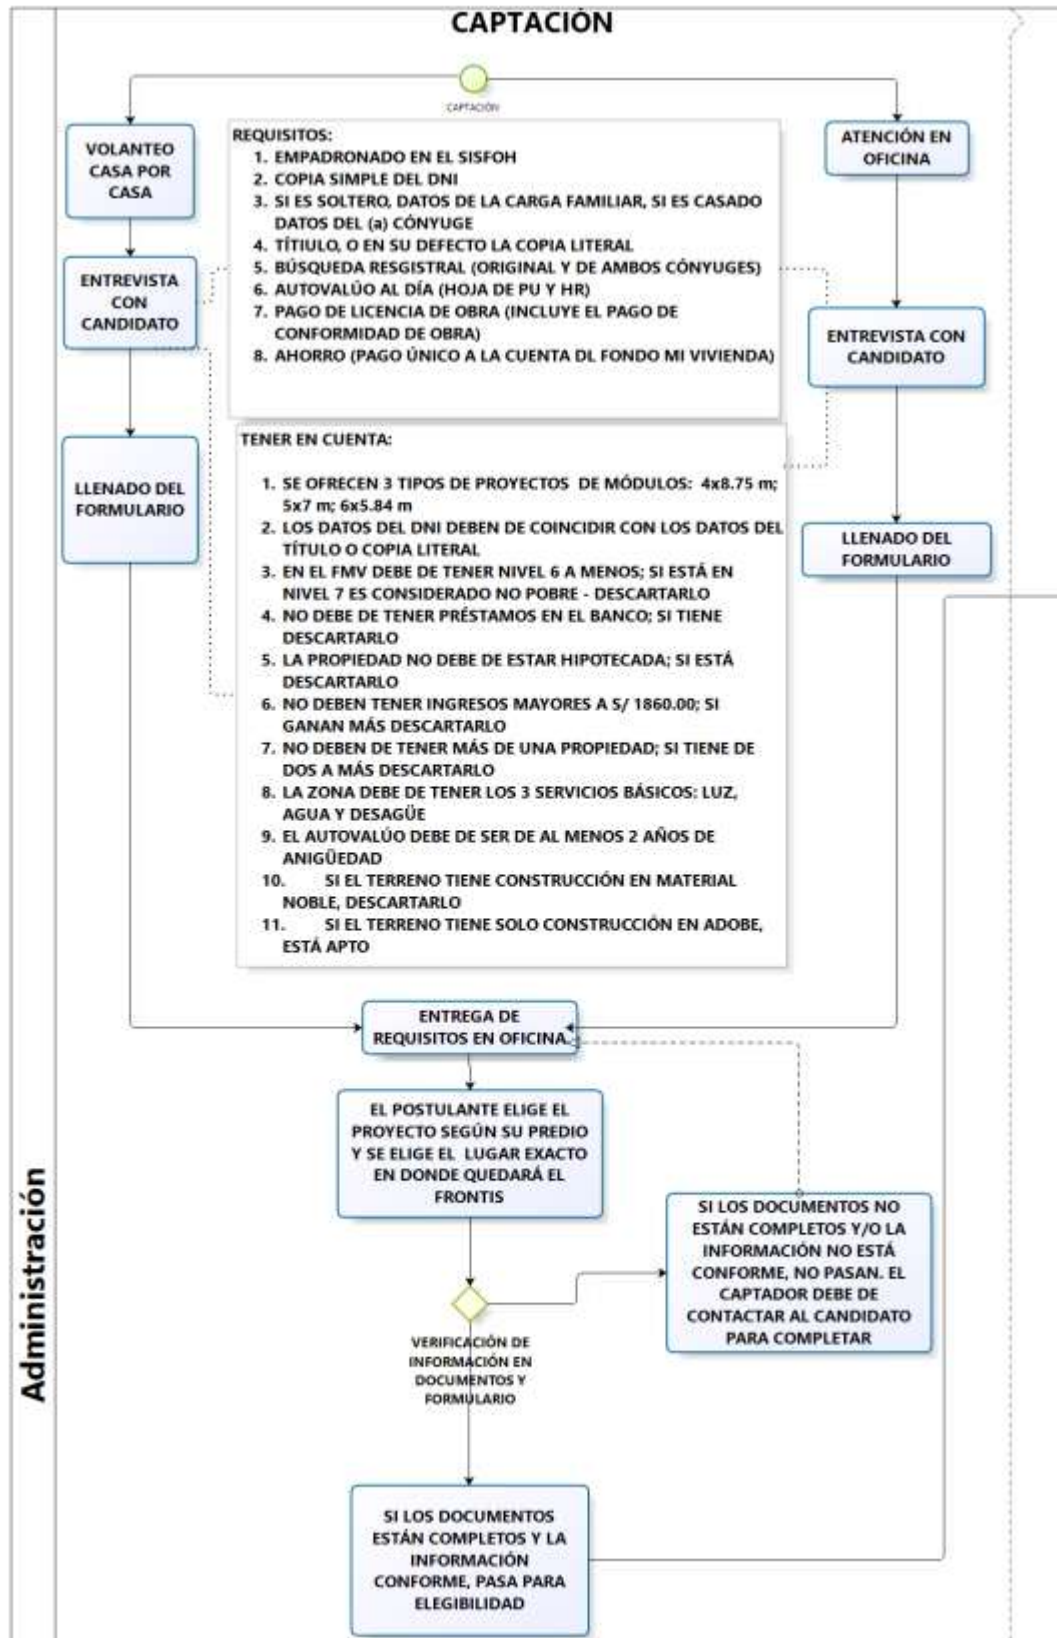 CAPTACIÓN
CAPTACIÓN
VOLANTEO
CASA POR
CASA
ATENCIÓN EN
OFICINA
REQUISITOS:
1. EMPADRONADO EN EL SISFOH
2. COPIA SIMPLE DEL DNI
3. SI ES SOLTERO, DATOS DE LA CARGA FAMILIAR, SI ES CASADO
DATOS DEL (a) CÓNYUGE
4. TÍTIULO, O EN SU DEFECTO LA COPIA LITERAL
5. BÚSQUEDA RESGISTRAL (ORIGINAL Y DE AMBOS CÓNYUGES)
6. AUTOVALÚO AL DÍA (HOJA DE PU Y HR)
7. PAGO DE LICENCIA DE OBRA (INCLUYE EL PAGO DE
CONFORMIDAD DE OBRA)
8. AHORRO (PAGO ÚNICO A LA CUENTA DL FONDO MI VIVIENDA)
ENTREVISTA
CON
CANDIDATO
ENTREVISTA CON
CANDIDATO
LLENADO DEL
FORMULARIO
LLENADO DEL
FORMULARIO
TENER EN CUENTA:
1. SE OFRECEN 3 TIPOS DE PROYECTOS DE MÓDULOS: 4x8.75 m;
5x7 m; 6x5.84 m
2. LOS DATOS DEL DNI DEBEN DE COINCIDIR CON LOS DATOS DEL
TÍTULO O COPIA LITERAL
3. EN EL FMV DEBE DE TENER NIVEL 6 A MENOS; SI ESTÁ EN
NIVEL 7 ES CONSIDERADO NO POBRE - DESCARTARLO
4. NO DEBE DE TENER PRÉSTAMOS EN EL BANCO; SI TIENE
DESCARTARLO
5. LA PROPIEDAD NO DEBE DE ESTAR HIPOTECADA; SI ESTÁ
DESCARTARLO
6. NO DEBEN TENER INGRESOS MAYORES A S/ 1860.00; SI
GANAN MÁS DESCARTARLO
7. NO DEBEN DE TENER MÁS DE UNA PROPIEDAD; SI TIENE DE
DOS A MÁS DESCARTARLO
8. LA ZONA DEBE DE TENER LOS 3 SERVICIOS BÁSICOS: LUZ,
AGUA Y DESAGÜE
9. EL AUTOVALÚO DEBE DE SER DE AL MENOS 2 AÑOS DE
ANIGÜEDAD
10. SI EL TERRENO TIENE CONSTRUCCIÓN EN MATERIAL
NOBLE, DESCARTARLO
11. SI EL TERRENO TIENE SOLO CONSTRUCCIÓN EN ADOBE,
ESTÁ APTO
ENTREGA DE
REQUISITOS EN OFICINA
EL POSTULANTE ELIGE EL
PROYECTO SEGÚN SU PREDIO
Y SE ELIGE EL LUGAR EXACTO
EN DONDE QUEDARÁ EL
FRONTIS
SI LOS DOCUMENTOS NO
ESTÁN COMPLETOS Y/O LA
INFORMACIÓN NO ESTÁ
CONFORME, NO PASAN. EL
CAPTADOR DEBE DE
CONTACTAR AL CANDIDATO
PARA COMPLETAR
VERIFICACIÓN DE
INFORMACIÓN EN
DOCUMENTOS Y
FORMULARIO
SI LOS DOCUMENTOS
ESTÁN COMPLETOS Y LA
INFORMACIÓN
CONFORME, PASA PARA
ELEGIBILIDAD
Administración